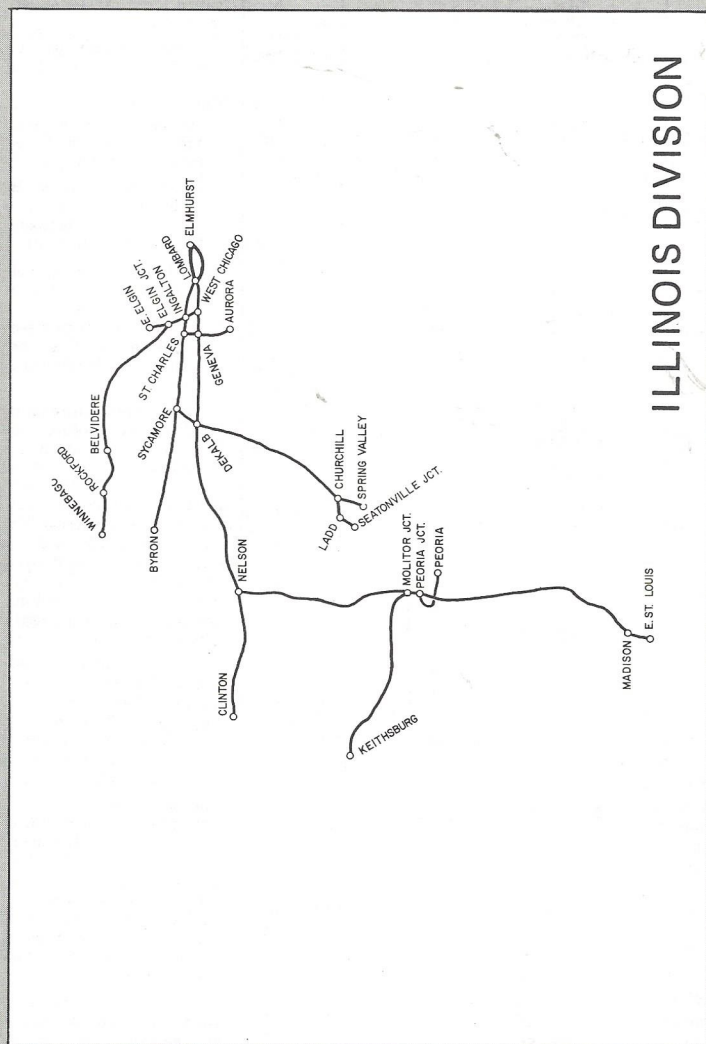 ILLINOIS DIVISION
WINNEBAGO
ROCKFORD
BELVIDERE
E. ELGIN
ELGIN JCT.
INGALTON
LOMBARD
ELMHURST
WEST CHICAGO
AURORA
ST. CHARLES
GENEVA
SYCAMORE
DEKALB
BYRON
NELSON
CLINTON
CHURCHILL
SPRING VALLEY
LADD
SEATONVILLE JCT.
MOLITOR JCT.
PEORIA JCT.
PEORIA
KEITHSBURG
MADISON
E. ST. LOUIS